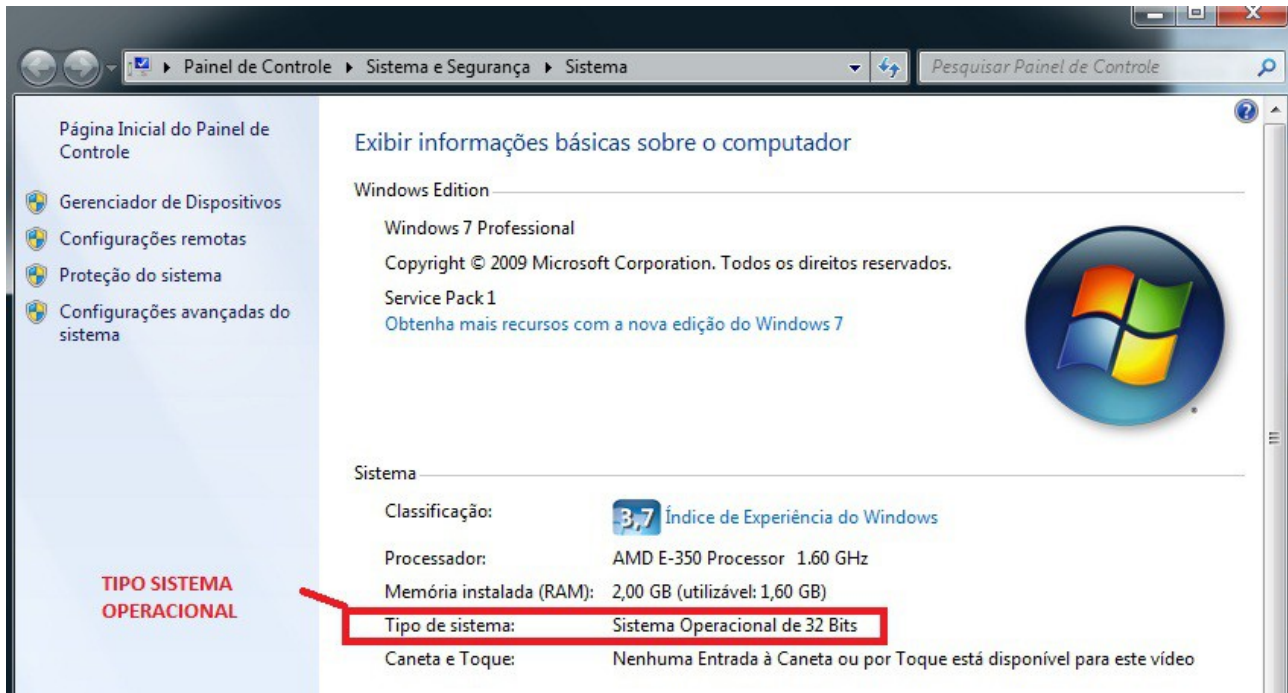 Painel de Controle ▸ Sistema e Segurança ▸ Sistema
Pesquisar Painel de Controle
Página Inicial do Painel de
Controle
Gerenciador de Dispositivos
Configurações remotas
Proteção do sistema
Configurações avançadas do
sistema
Exibir informações básicas sobre o computador
Windows Edition
Windows 7 Professional
Copyright © 2009 Microsoft Corporation. Todos os direitos reservados.
Service Pack 1
Obtenha mais recursos com a nova edição do Windows 7
Sistema
Classificação: 3,7 Índice de Experiência do Windows
Processador: AMD E-350 Processor 1.60 GHz
Memória instalada (RAM): 2,00 GB (utilizável: 1,60 GB)
Tipo de sistema: Sistema Operacional de 32 Bits
Caneta e Toque: Nenhuma Entrada à Caneta ou por Toque está disponível para este vídeo
TIPO SISTEMA
OPERACIONAL